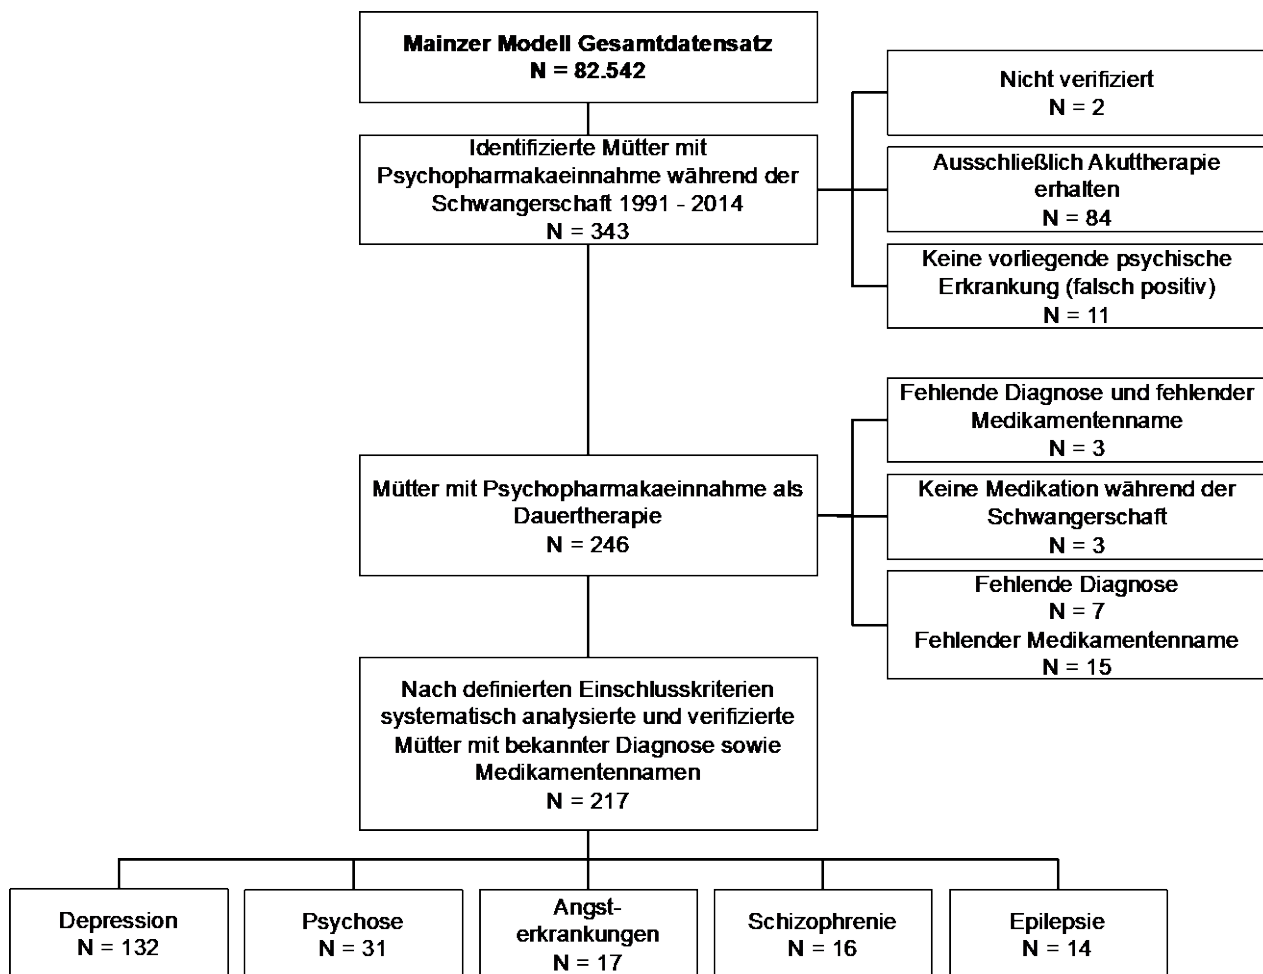 Mainzer Modell Gesamtdatensatz
N = 82.542
Nicht verifiziert
N = 2
Identifizierte Mütter mit
Psychopharmakaeinnahme während der
Schwangerschaft 1991 - 2014
N = 343
Ausschließlich Akuttherapie
erhalten
N = 84
Keine vorliegende psychische
Erkrankung (falsch positiv)
N = 11
Fehlende Diagnose und fehlender
Medikamentenname
N = 3
Mütter mit Psychopharmakaeinnahme als
Dauertherapie
N = 246
Keine Medikation während der
Schwangerschaft
N = 3
Fehlende Diagnose
N = 7
Fehlender Medikamentenname
N = 15
Nach definierten Einschlusskriterien
systematisch analysierte und verifizierte
Mütter mit bekannter Diagnose sowie
Medikamentennamen
N = 217
Depression
N = 132
Psychose
N = 31
Angst-
erkrankungen
N = 17
Schizophrenie
N = 16
Epilepsie
N = 14